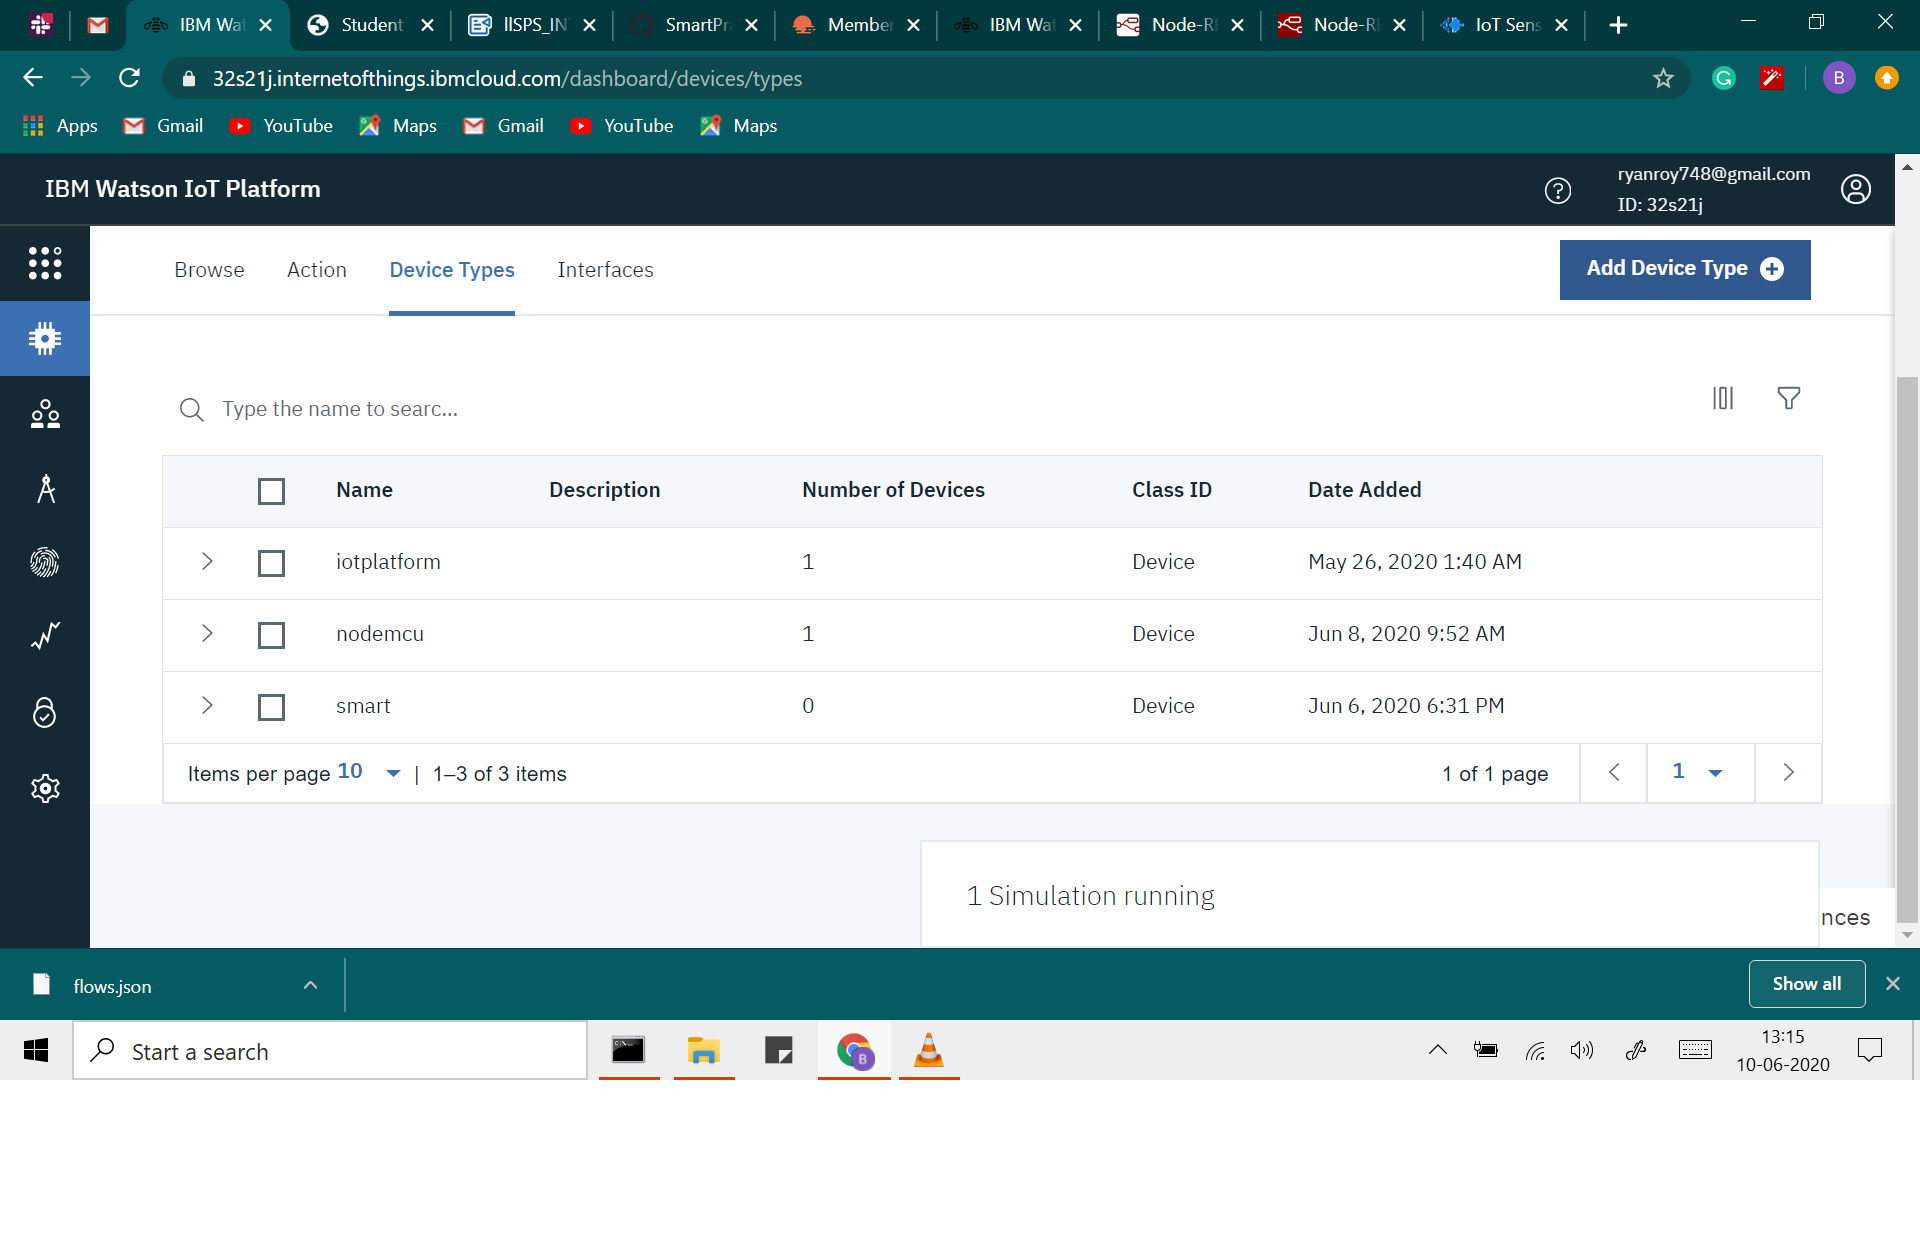 IBM Wat
Student
IlSPS_IN
SmartPra
Member
IBM Wat
Node-RE
Node-RE
IoT Sens
32s21j.internetofthings.ibmcloud.com/dashboard/devices/types
G
B
Apps
Gmail
YouTube
Maps
Gmail
YouTube
Maps
IBM Watson IoT Platform
ryanroy748@gmail.com
ID: 32s21j
Browse
Action
Device Types
Interfaces
Add Device Type
Type the name to searc...
Name Description Number of Devices Class ID Date Added
iotplatform 1 Device May 26, 2020 1:40 AM
nodemcu 1 Device Jun 8, 2020 9:52 AM
smart 0 Device Jun 6, 2020 6:31 PM
Items per page 10 | 1–3 of 3 items
1 of 1 page
1
1 Simulation running
nces
flows.json
Show all
Start a search
B
13:15
10-06-2020